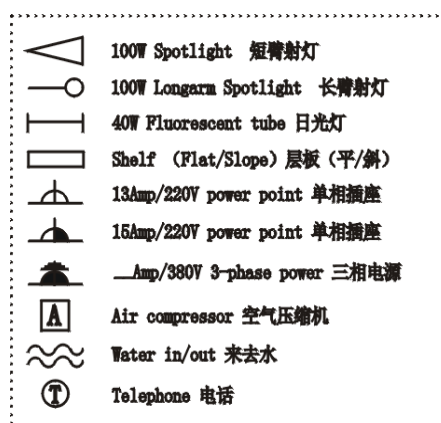 100W Spotlight 短臂射灯
100W Longarm Spotlight 长臂射灯
40W Fluorescent tube 日光灯
Shelf （Flat/Slope）层板（平/斜）
13Amp/220V power point 单相插座
15Amp/220V power point 单相插座
__Amp/380V 3-phase power 三相电源
A Air compressor 空气压缩机
Water in/out 来去水
T Telephone 电话